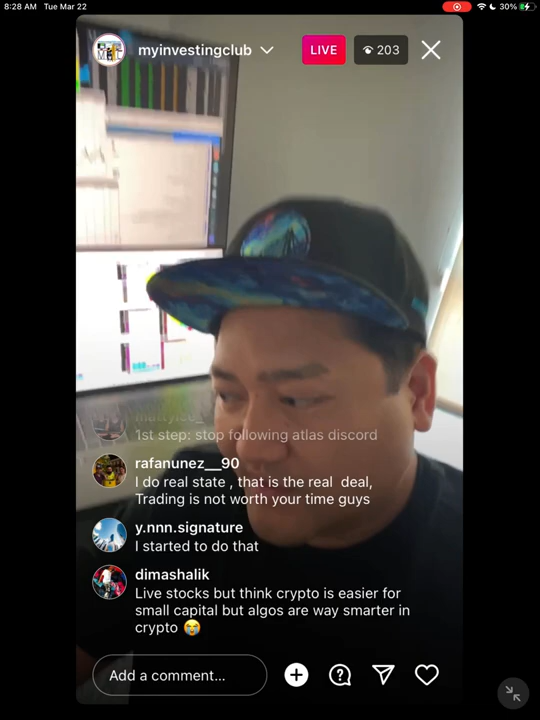 8:28 AM Tue Mar 22
30%
myinvestingclub
LIVE
203
1st step: stop following atlas discord
rafanunez__90
I do real state , that is the real deal,
Trading is not worth your time guys
y.nnn.signature
I started to do that
dimashalik
Live stocks but think crypto is easier for
small capital but algos are way smarter in
crypto 😭
Add a comment...